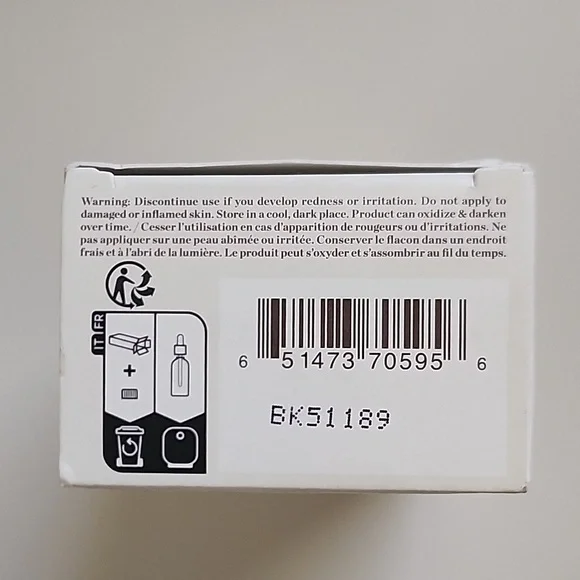 Warning: Discontinue use if you develop redness or irritation. Do not apply to
damaged or inflamed skin. Store in a cool, dark place. Product can oxidize & darken
over time. / Cesser l'utilisation en cas d'apparition de rougeurs ou d'irritations. Ne
pas appliquer sur une peau abimée ou irritée. Conserver le flacon dans un endroit
frais et à l'abri de la lumière. Le produit peut s'oxyder et s'assombrir au fil du temps.
IT FR
+
6 51473 70595 6
BK51189